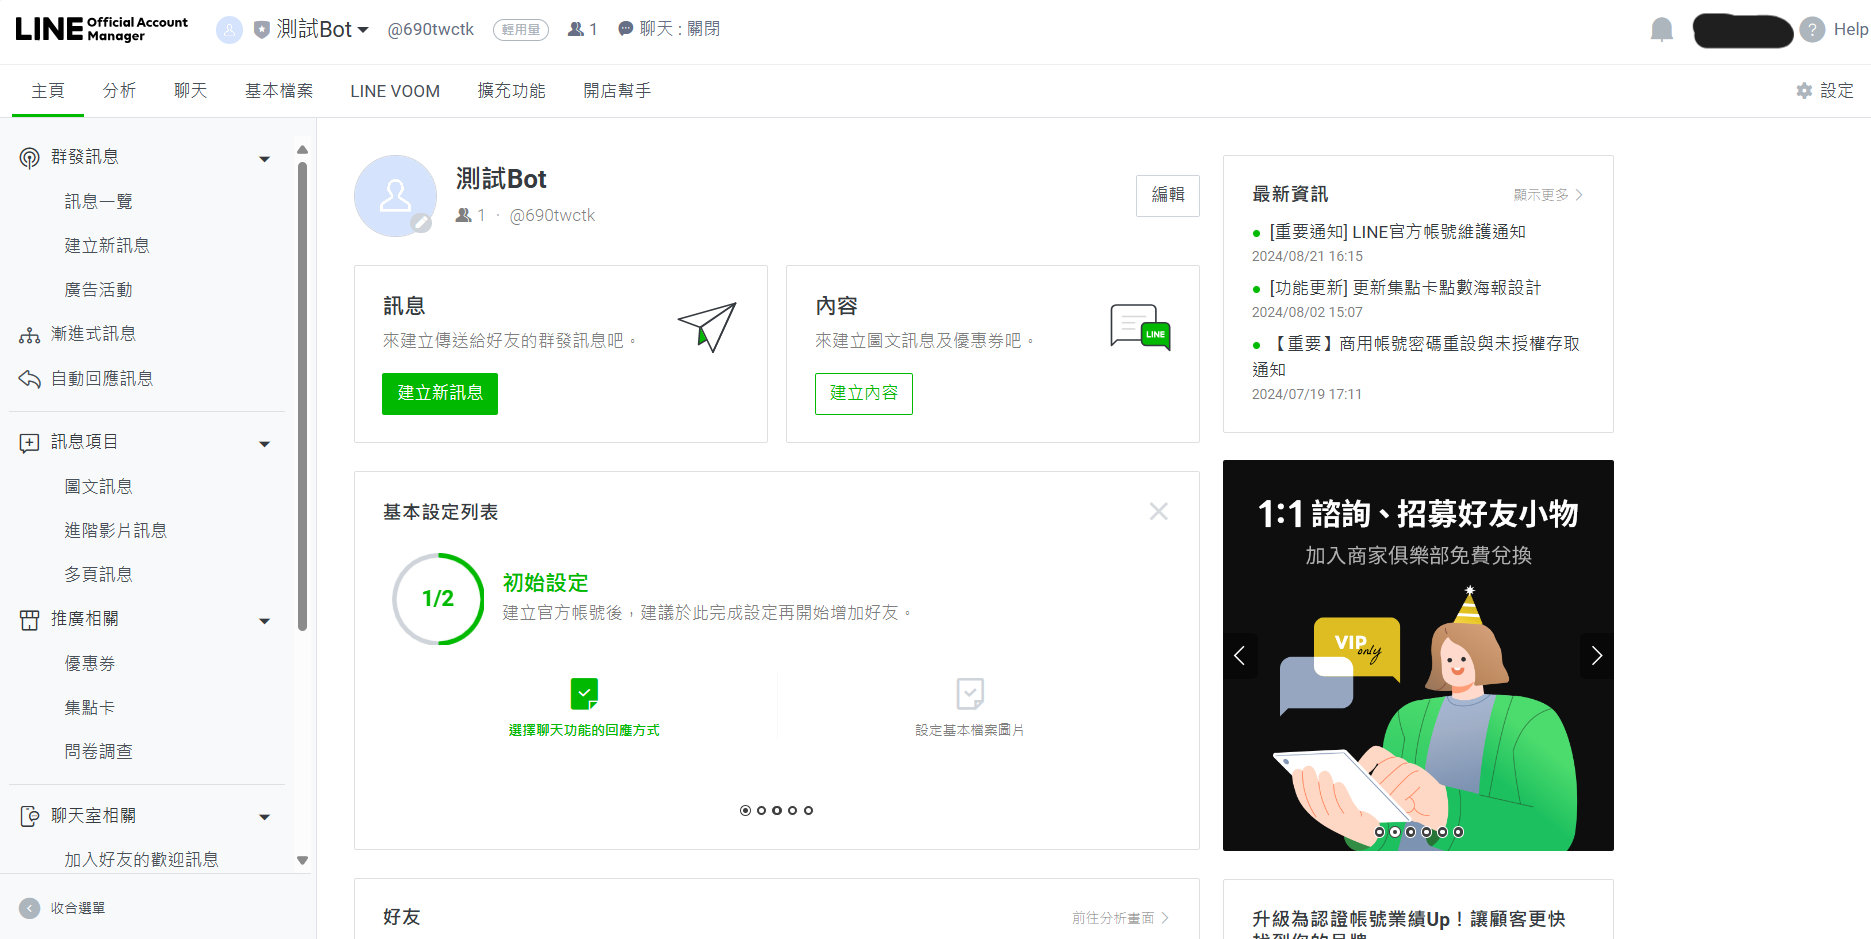 LINE Official Account Manager
測試Bot
@690twctk
輕用量
1
聊天 : 關閉
?
Help
主頁
分析
聊天
基本檔案
LINE VOOM
擴充功能
開店幫手
設定
群發訊息
訊息一覽
建立新訊息
廣告活動
漸進式訊息
自動回應訊息
訊息項目
圖文訊息
進階影片訊息
多頁訊息
推廣相關
優惠券
集點卡
問卷調查
聊天室相關
加入好友的歡迎訊息
收合選單
測試Bot
1 · @690twctk
編輯
訊息
來建立傳送給好友的群發訊息吧。
建立新訊息
內容
來建立圖文訊息及優惠券吧。
LINE
建立內容
基本設定列表
1/2
初始設定
建立官方帳號後，建議於此完成設定再開始增加好友。
選擇聊天功能的回應方式
設定基本檔案圖片
好友
前往分析畫面
最新資訊
顯示更多
[重要通知] LINE官方帳號維護通知
2024/08/21 16:15
[功能更新] 更新集點卡點數海報設計
2024/08/02 15:07
【重要】商用帳號密碼重設與未授權存取
通知
2024/07/19 17:11
1:1 諮詢、招募好友小物
加入商家俱樂部免費兌換
VIP
only
升級為認證帳號業績Up！讓顧客更快